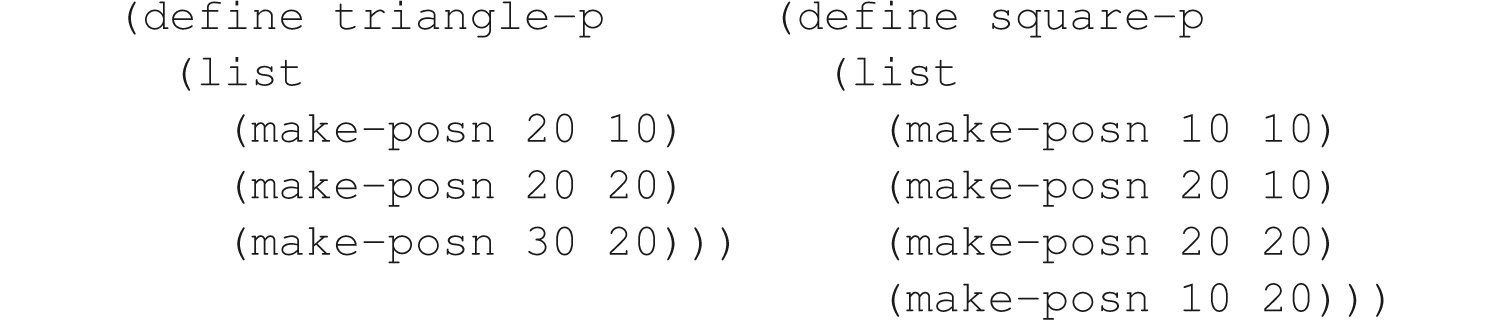 (define triangle-p
  (list
    (make-posn 20 10)
    (make-posn 20 20)
    (make-posn 30 20)))
(define square-p
  (list
    (make-posn 10 10)
    (make-posn 20 10)
    (make-posn 20 20)
    (make-posn 10 20)))